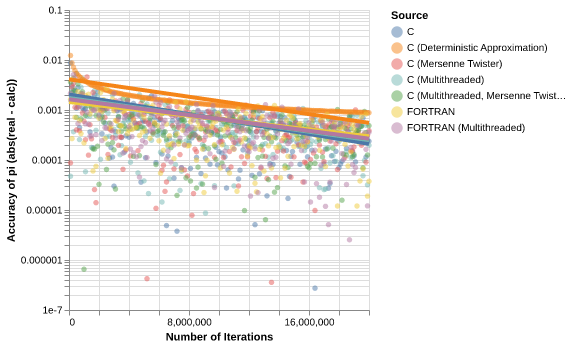 Accuracy of pi (abs(real - calc))
0.1
0.01
0.001
0.0001
0.00001
0.000001
1e-7
0
8,000,000
16,000,000
Number of Iterations
Source
C
C (Deterministic Approximation)
C (Mersenne Twister)
C (Multithreaded)
C (Multithreaded, Mersenne Twist…
FORTRAN
FORTRAN (Multithreaded)